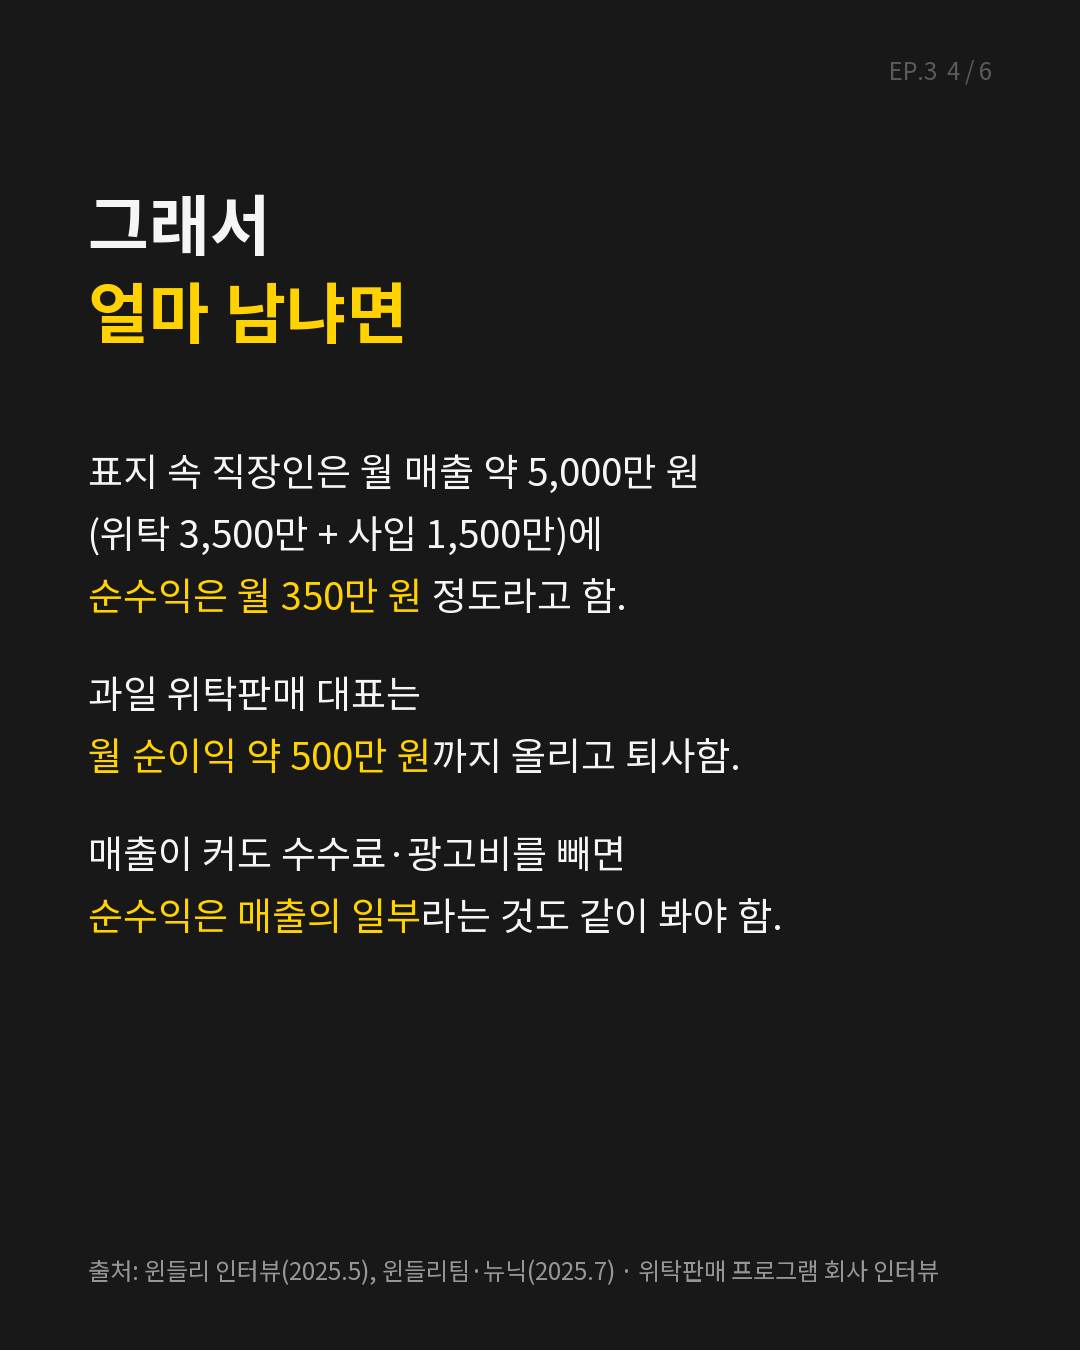 EP.3 4/6
그래서
얼마 남냐면
표지 속 직장인은 월 매출 약 5,000만 원
(위탁 3,500만 + 사입 1,500만)에
순수익은 월 350만 원 정도라고 함.
과일 위탁판매 대표는
월 순이익 약 500만 원까지 올리고 퇴사함.
매출이 커도 수수료·광고비를 빼면
순수익은 매출의 일부라는 것도 같이 봐야 함.
출처: 윈들리 인터뷰(2025.5), 윈들리팀·뉴닉(2025.7) · 위탁판매 프로그램 회사 인터뷰